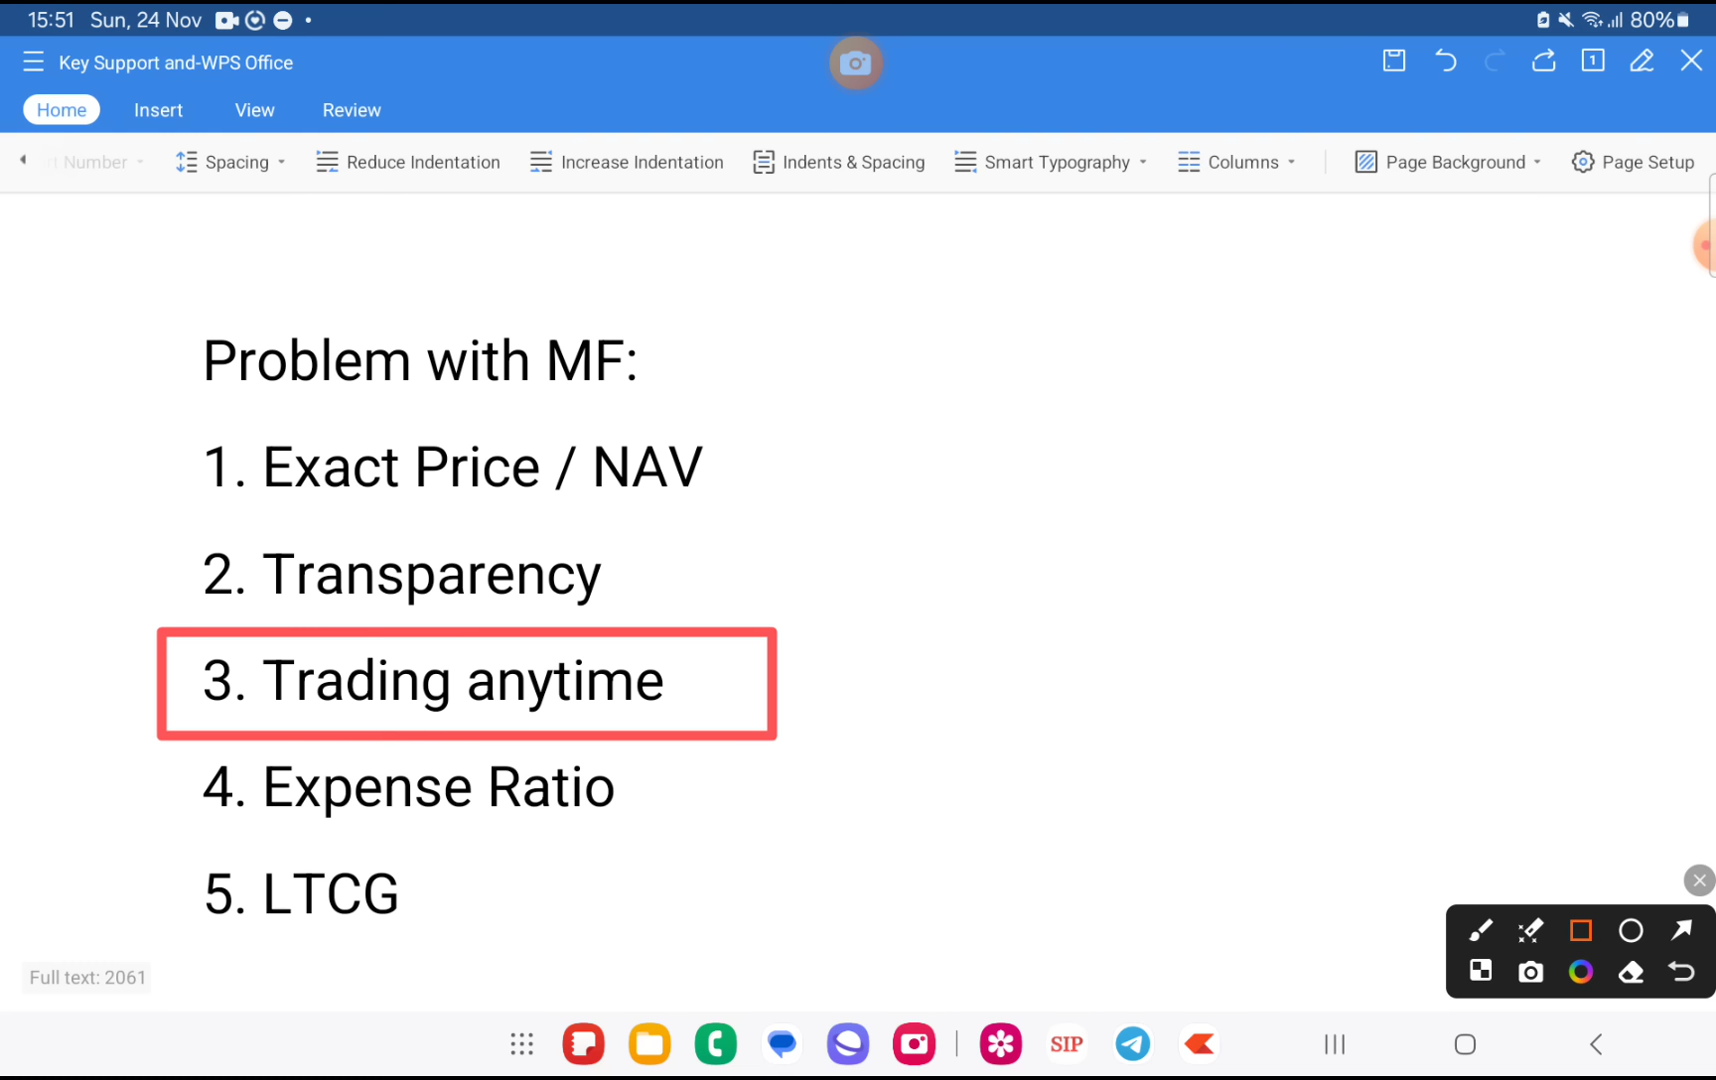 15:51 Sun, 24 Nov
80%
Key Support and-WPS Office
1
Home Insert View Review
Number Spacing Reduce Indentation Increase Indentation Indents & Spacing Smart Typography Columns Page Background Page Setup
Problem with MF:
1. Exact Price / NAV
2. Transparency
3. Trading anytime
4. Expense Ratio
5. LTCG
Full text: 2061
SIP